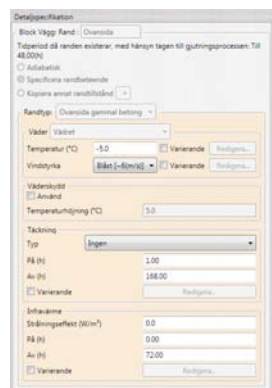 Detaljspecifikation
Block Vägg: Rand : Ovansida
Tidperiod då randen existerar, med hänsyn tagen till gjutningsprocessen: Till 48,00(h)
Adiabatisk
Specificera randbeteende
Kopiera annat randtillstånd
Randtyp: Ovansida gammal betong
Väder Vädret
Temperatur (°C) -5.0 Varierande Redigera...
Vindstyrka Blåst [~6(m/s)] Varierande Redigera...
Väderskydd
Använd
Temperaturhöjning (°C) 5.0
Täckning
Typ Ingen
På (h) 1.00
Av (h) 168.00
Varierande Redigera...
Infravärme
Strålningseffekt (W/m²) 0.0
På (h) 0.00
Av (h) 72.00
Varierande Redigera...